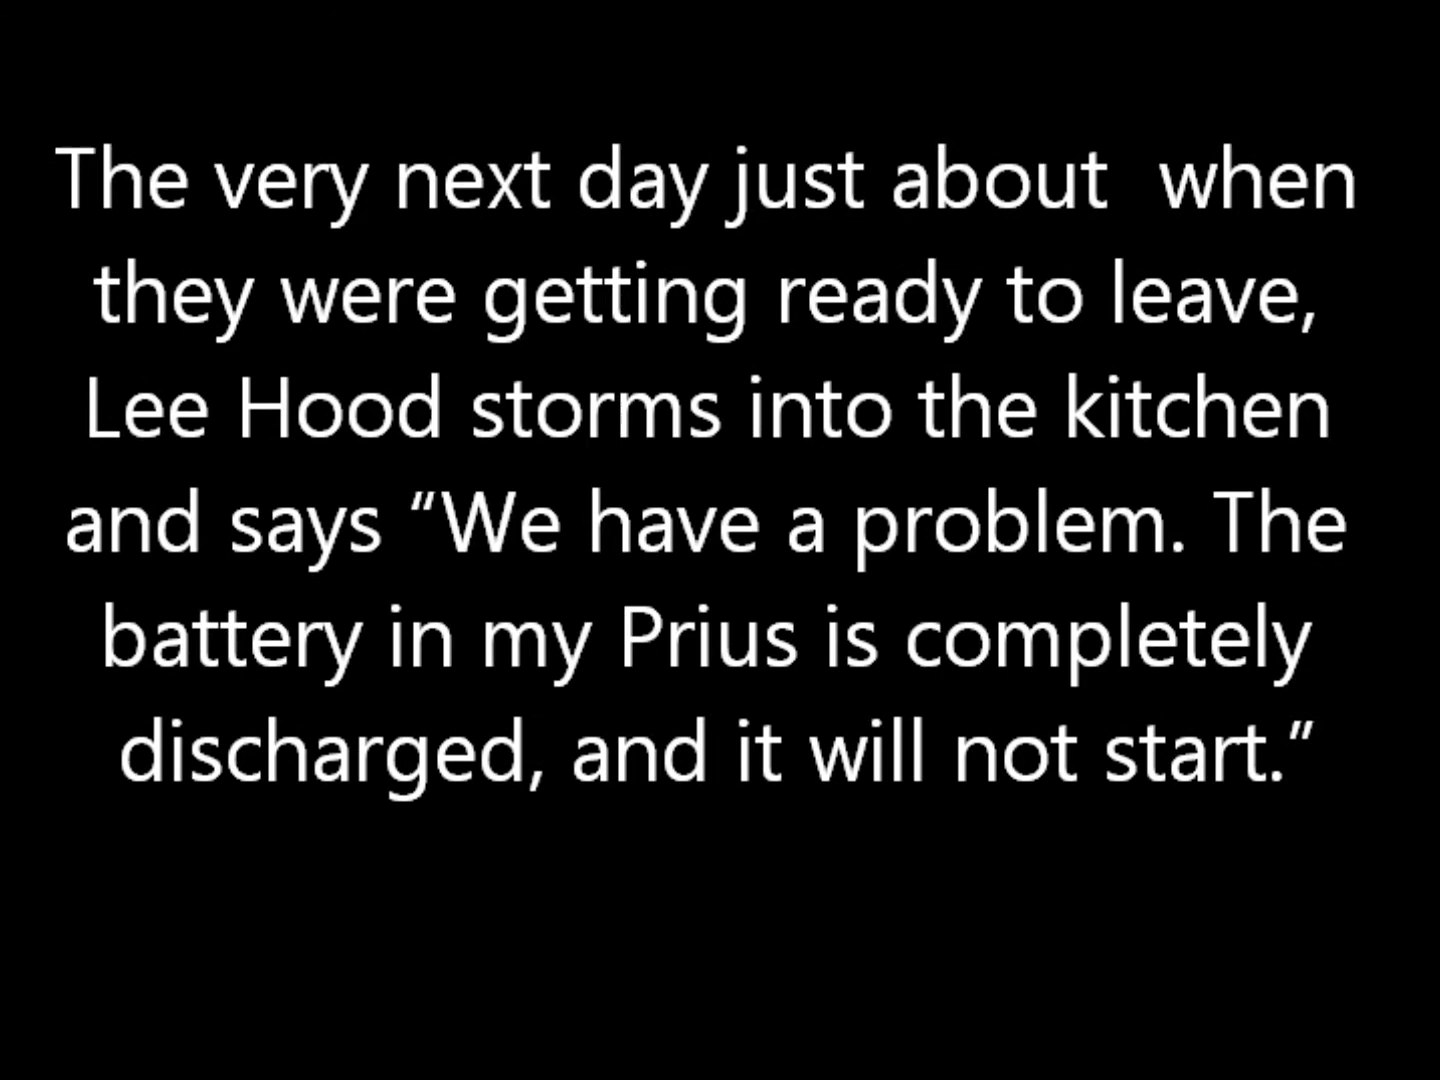 The very next day just about  when
they were getting ready to leave,
Lee Hood storms into the kitchen
and says “We have a problem. The
battery in my Prius is completely
discharged, and it will not start.”